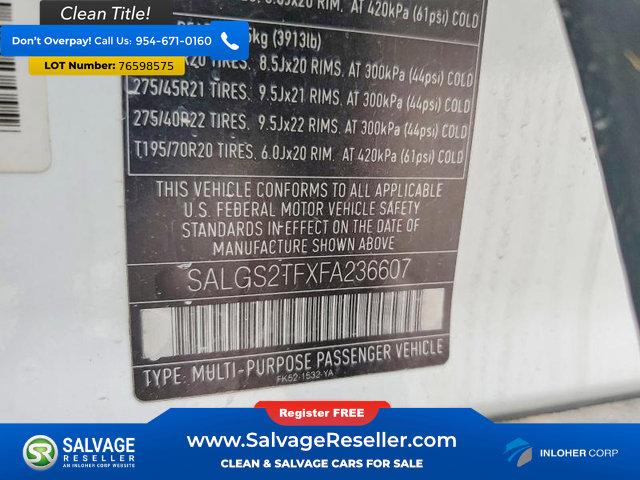 Clean Title!
8.5Jx20 RIMS, AT 420kPa (61psi) COLD
Don't Overpay! Call Us: 954-671-0160
kg (3913lb)
LOT Number: 76598575
TIRES, 8.5Jx20 RIMS, AT 300kPa (44psi) COLD
275/45R21 TIRES, 9.5Jx21 RIMS, AT 300kPa (44psi) COLD
275/40R22 TIRES, 9.5Jx22 RIMS, AT 300kPa (44psi) COLD
T195/70R20 TIRES, 6.0Jx20 RIM, AT 420kPa (61psi) COLD
THIS VEHICLE CONFORMS TO ALL APPLICABLE
U.S. FEDERAL MOTOR VEHICLE SAFETY
STANDARDS IN EFFECT ON THE DATE OF
MANUFACTURE SHOWN ABOVE
SALGS2TFXFA236607
TYPE: MULTI-PURPOSE PASSENGER VEHICLE
FK52-1532-YA
Register FREE
SR
SALVAGE
RESELLER
AN INLOHER CORP WEBSITE
www.SalvageReseller.com
CLEAN & SALVAGE CARS FOR SALE
INLOHER CORP